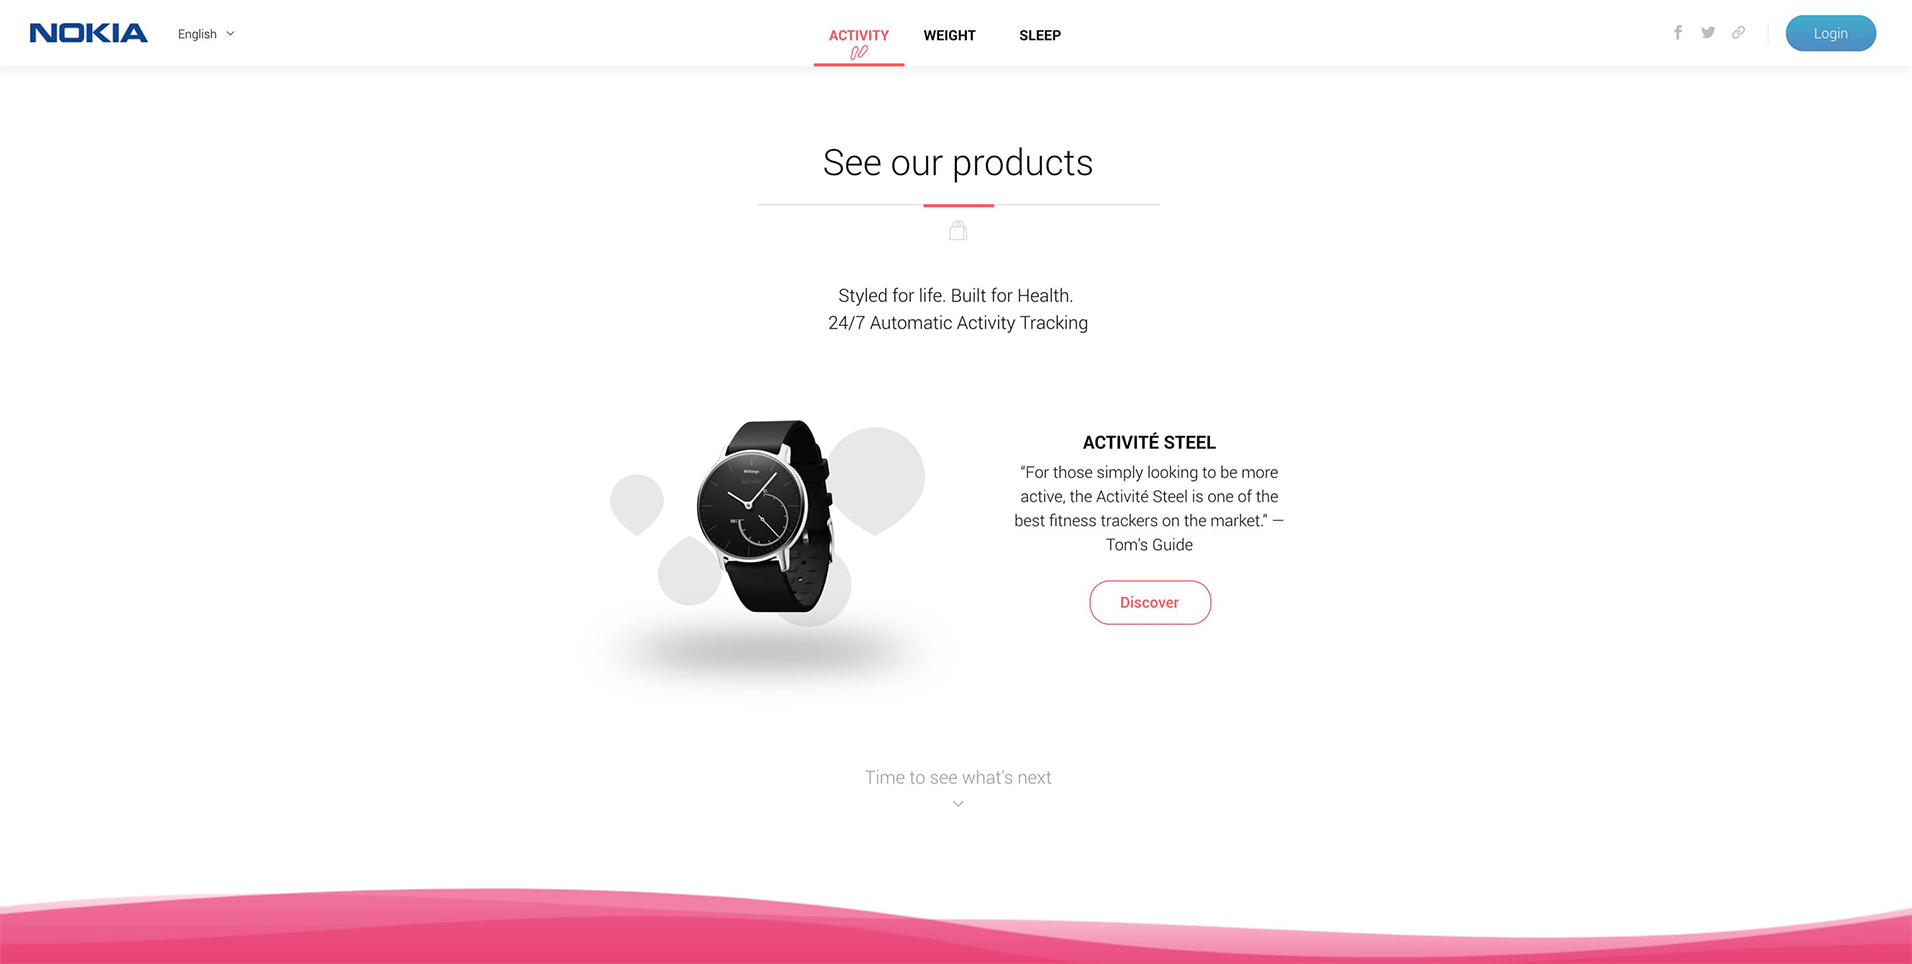 NOKIA
English
ACTIVITY
WEIGHT
SLEEP
Login
See our products
Styled for life. Built for Health.
24/7 Automatic Activity Tracking
Withings
ACTIVITÉ STEEL
“For those simply looking to be more
active, the Activité Steel is one of the
best fitness trackers on the market.” —
Tom's Guide
Discover
Time to see what's next